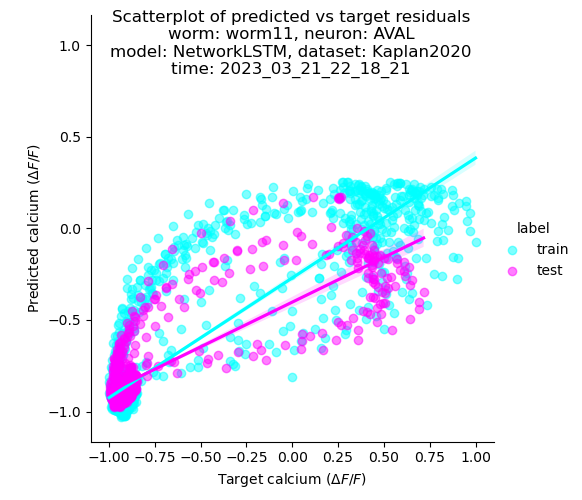 Scatterplot of predicted vs target residuals
worm: worm11, neuron: AVAL
model: NetworkLSTM, dataset: Kaplan2020
time: 2023_03_21_22_18_21
1.0
0.5
0.0
−0.5
−1.0
Predicted calcium (ΔF/F)
label
train
test
−1.00 −0.75 −0.50 −0.25 0.00 0.25 0.50 0.75 1.00
Target calcium (ΔF/F)